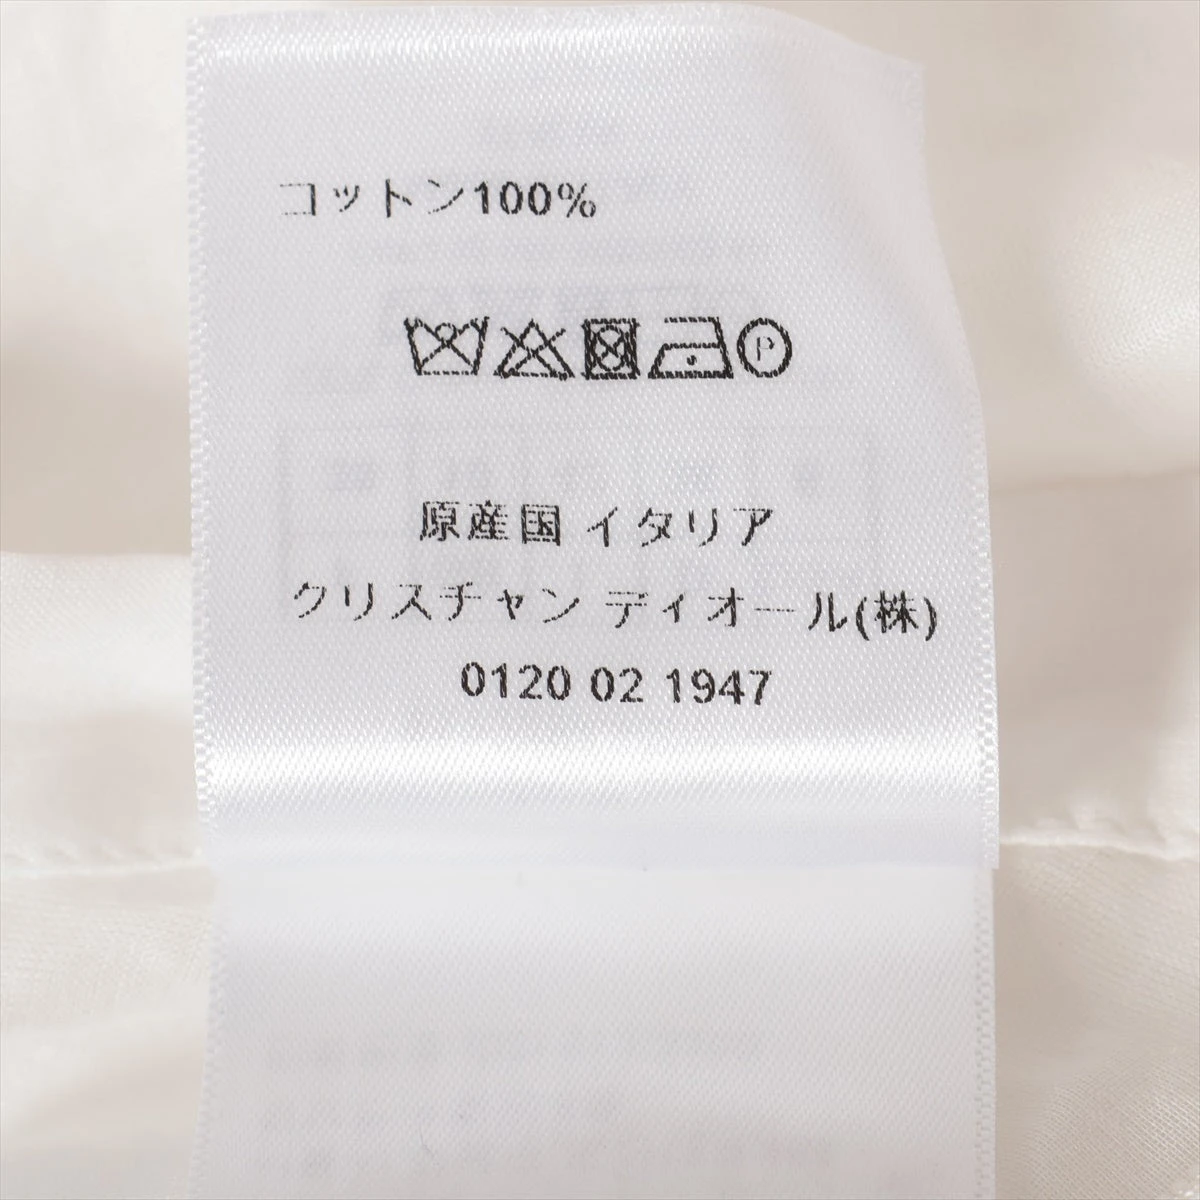 コットン100%
P
原産国 イタリア
クリスチャン ディオール(株)
0120 02 1947